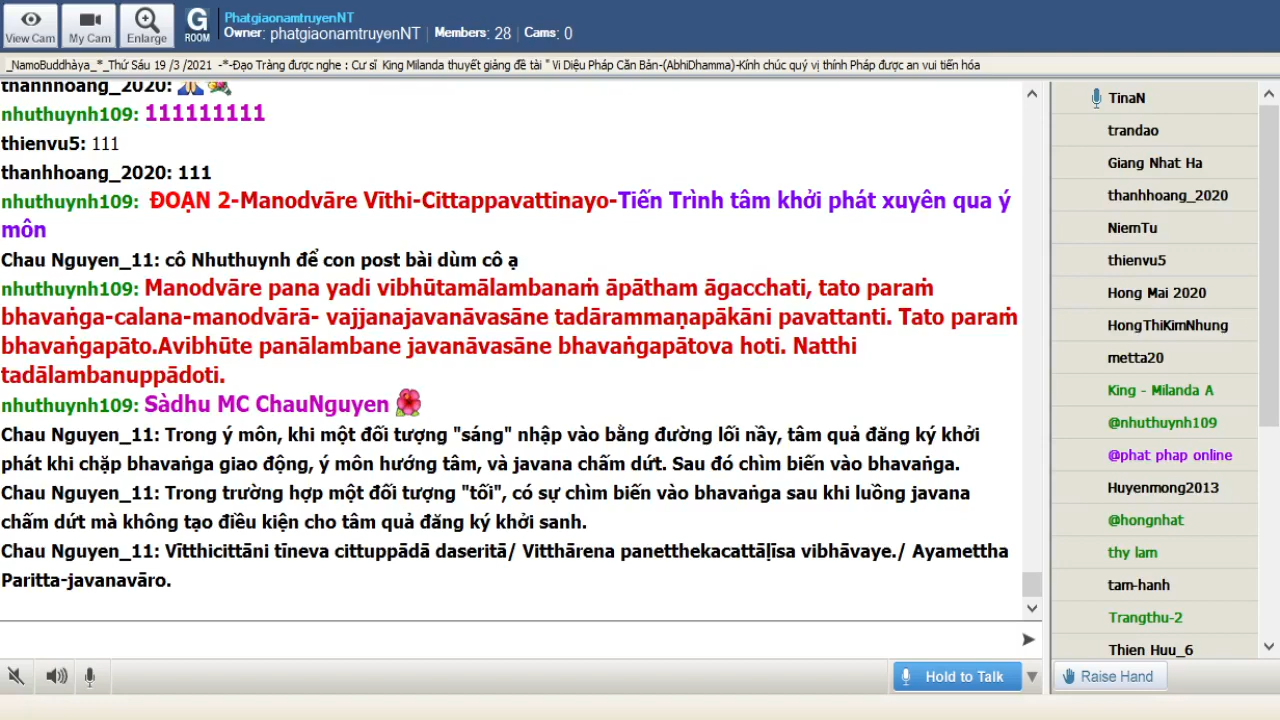 View Cam
My Cam
Enlarge
G
ROOM
PhatgiaonamtruyenNT
Owner: phatgiaonamtruyenNT | Members: 28 | Cams: 0
_NamoBuddhàya_*_Thứ Sáu 19 /3 /2021 -*-Đạo Tràng được nghe : Cư sĩ King Milanda thuyết giảng đề tài " Vi Diệu Pháp Căn Bản-(AbhiDhamma)-Kính chúc quý vị thính Pháp được an vui tiến hóa
thanhhoang_2020:
nhuthuynh109: 111111111
thienvu5: 111
thanhhoang_2020: 111
nhuthuynh109: ĐOẠN 2-Manodvāre Vīthi-Cittappavattinayo-Tiến Trình tâm khởi phát xuyên qua ý
môn
Chau Nguyen_11: cô Nhuthuynh để con post bài dùm cô ạ
nhuthuynh109: Manodvāre pana yadi vibhūtamālambanaṁ āpātham āgacchati, tato paraṁ
bhavaṅga-calana-manodvārā- vajjanajavanāvasāne tadārammaṇapākāni pavattanti. Tato paraṁ
bhavaṅgapāto.Avibhūte panālambane javanāvasāne bhavaṅgapātova hoti. Natthi
tadālambanuppādoti.
nhuthuynh109: Sàdhu MC ChauNguyen
Chau Nguyen_11: Trong ý môn, khi một đối tượng "sáng" nhập vào bằng đường lối nầy, tâm quả đăng ký khởi
phát khi chặp bhavaṅga giao động, ý môn hướng tâm, và javana chấm dứt. Sau đó chìm biến vào bhavaṅga.
Chau Nguyen_11: Trong trường hợp một đối tượng "tối", có sự chìm biến vào bhavaṅga sau khi luồng javana
chấm dứt mà không tạo điều kiện cho tâm quả đăng ký khởi sanh.
Chau Nguyen_11: Vītthicittāni tīneva cittuppādā daseritā/ Vitthārena panetthekacattāḷīsa vibhāvaye./ Ayamettha
Paritta-javanavāro.
Hold to Talk
TinaN
trandao
Giang Nhat Ha
thanhhoang_2020
NiemTu
thienvu5
Hong Mai 2020
HongThiKimNhung
metta20
King - Milanda A
@nhuthuynh109
@phat phap online
Huyenmong2013
@hongnhat
thy lam
tam-hanh
Trangthu-2
Thien Huu_6
Raise Hand